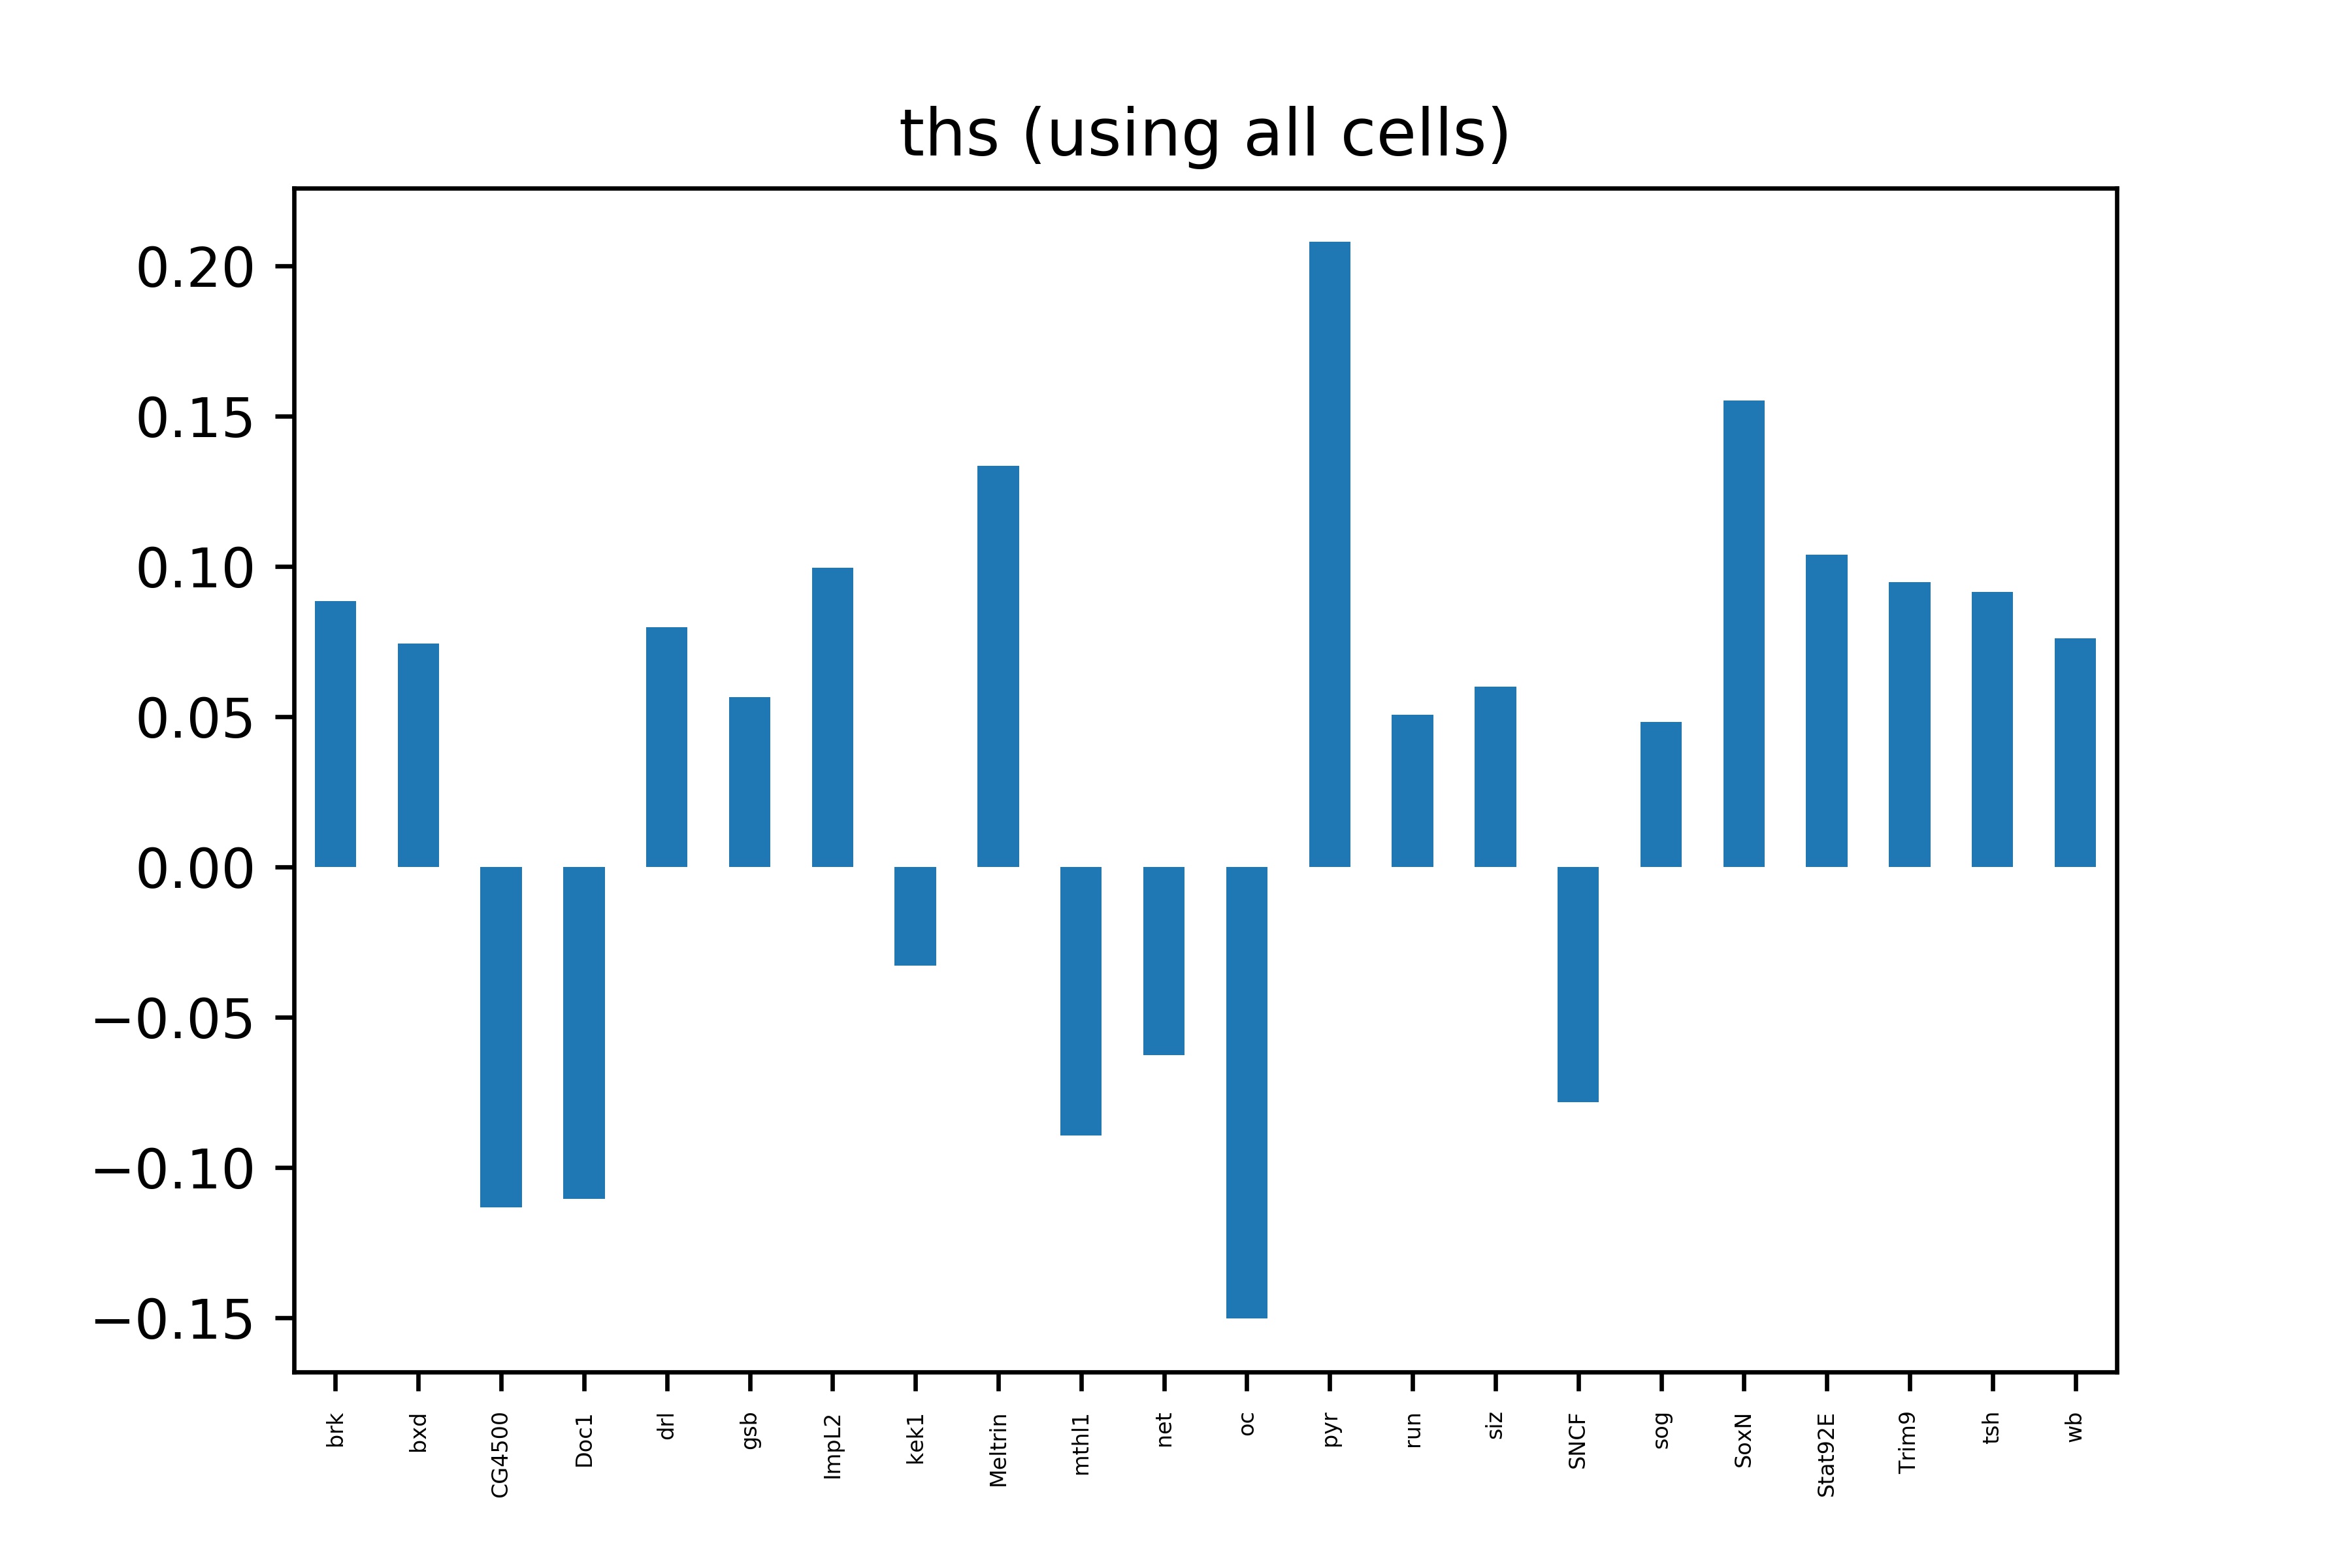 ths (using all cells)
0.20
0.15
0.10
0.05
0.00
−0.05
−0.10
−0.15
brk
bxd
CG4500
Doc1
drl
gsb
ImpL2
kek1
Meltrin
mthl1
net
oc
pyr
run
siz
SNCF
sog
SoxN
Stat92E
Trim9
tsh
wb